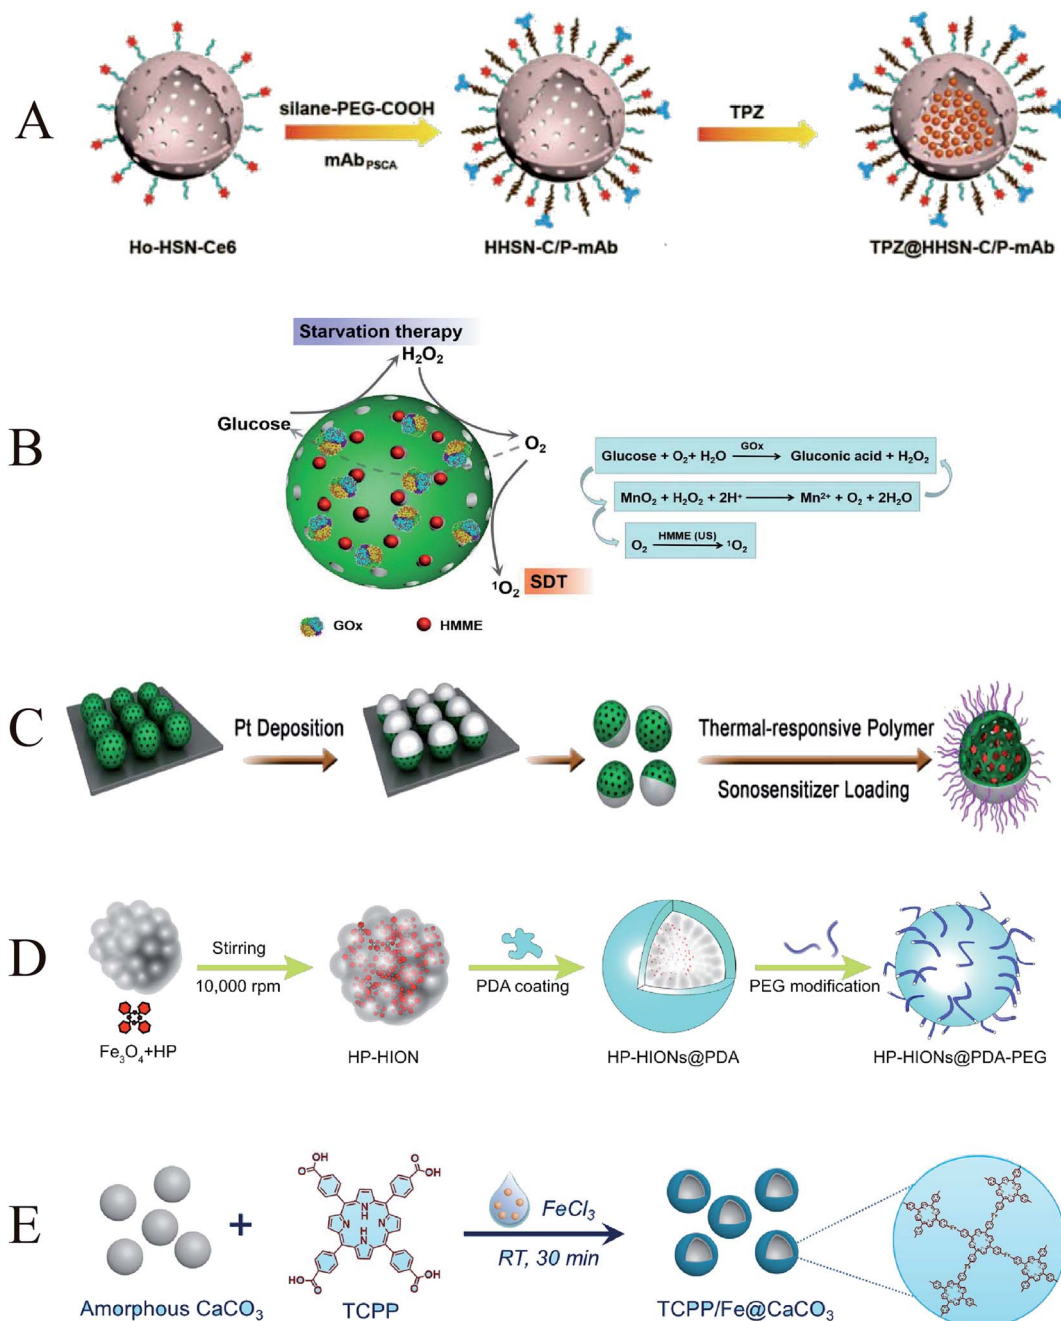 A
silane-PEG-COOH
mAbPSCA
TPZ
Ho-HSN-Ce6
HHSN-C/P-mAb
TPZ@HHSN-C/P-mAb
B
Starvation therapy
H₂O₂
Glucose
O₂
¹O₂
SDT
GOx
HMME
GOx
Glucose + O₂+ H₂O → Gluconic acid + H₂O₂
MnO₂ + H₂O₂ + 2H⁺ → Mn²⁺ + O₂ + 2H₂O
HMME (US)
O₂ → ¹O₂
C
Pt Deposition
Thermal-responsive Polymer
Sonosensitizer Loading
D
Stirring
10,000 rpm
PDA coating
PEG modification
Fe₃O₄+HP
HP-HION
HP-HIONs@PDA
HP-HIONs@PDA-PEG
E
+
O
OH
O
OH
N
H
N
N
H
N
HO
O
O
OH
FeCl₃
RT, 30 min
Amorphous CaCO₃
TCPP
TCPP/Fe@CaCO₃